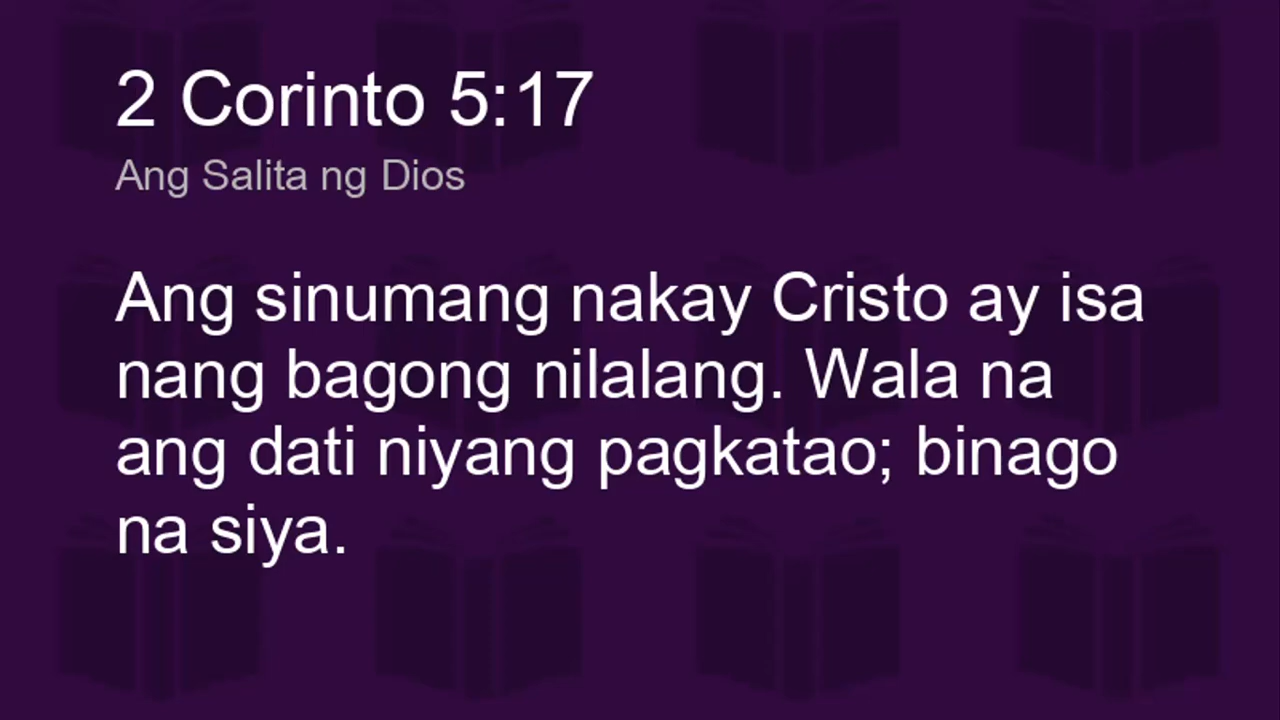 2 Corinto 5:17
Ang Salita ng Dios
Ang sinumang nakay Cristo ay isa
nang bagong nilalang. Wala na
ang dati niyang pagkatao; binago
na siya.